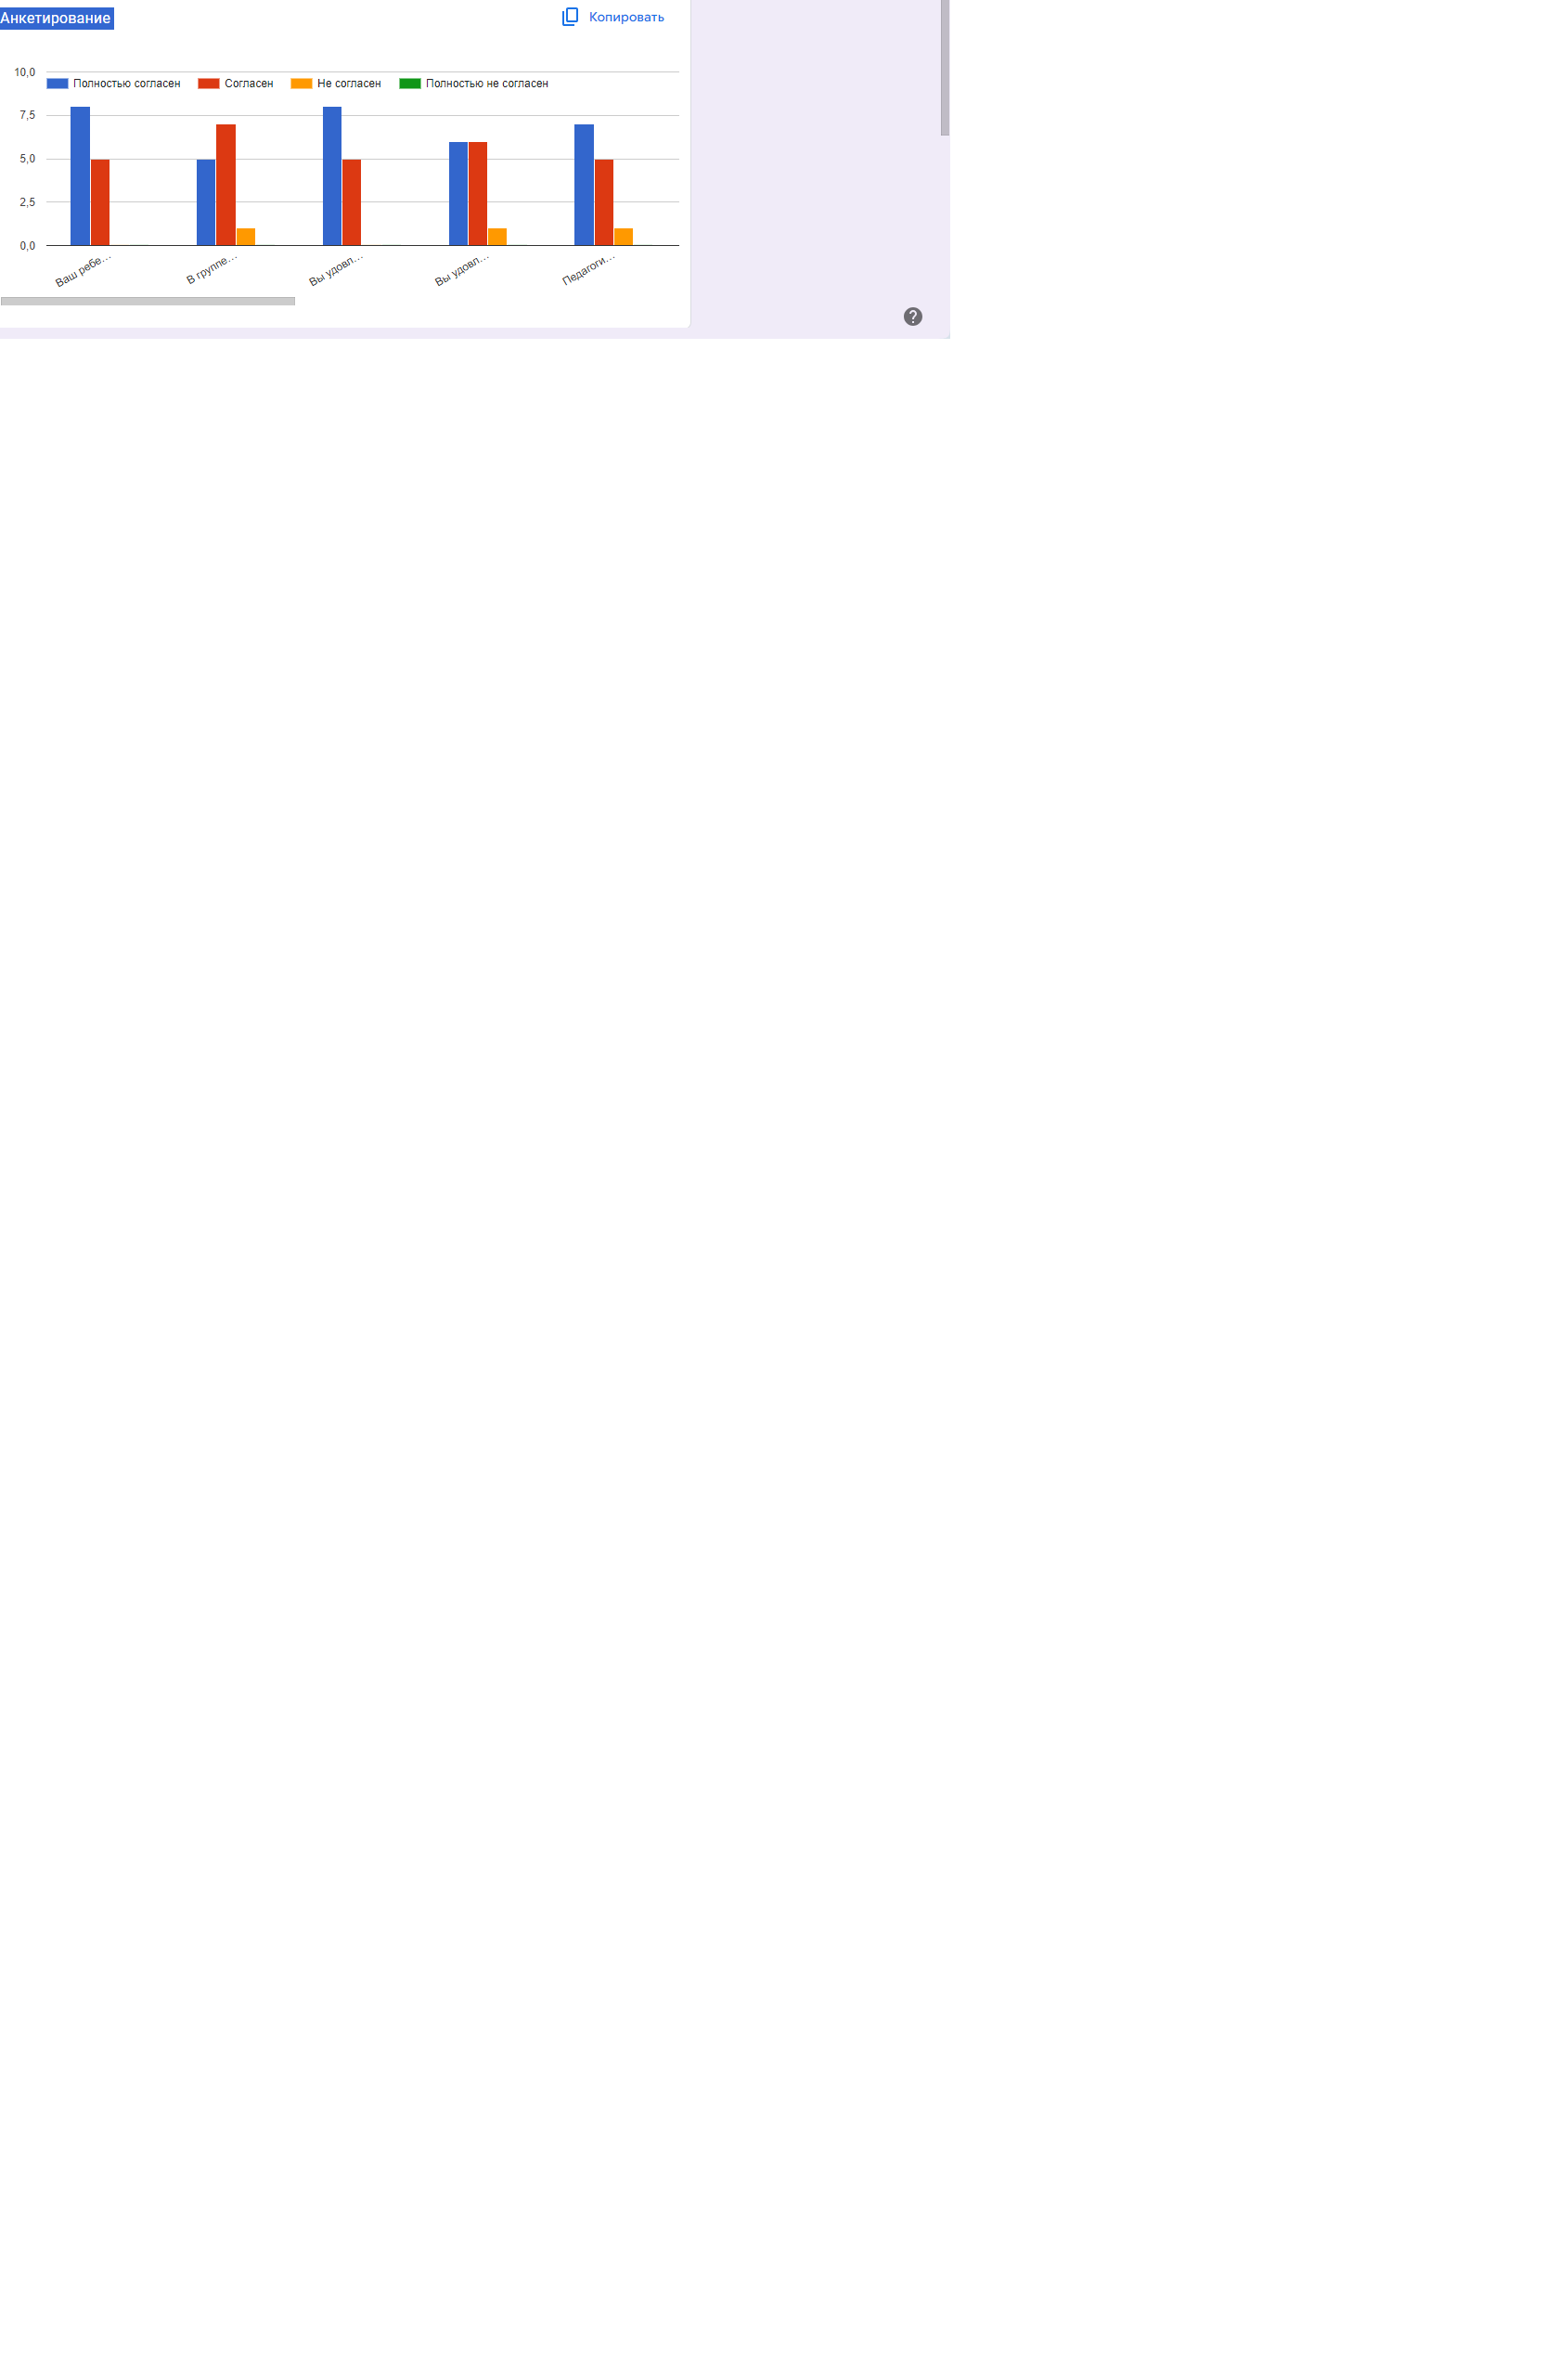 Анкетирование
Копировать
10,0
Полностью согласен Согласен Не согласен Полностью не согласен
7,5
5,0
2,5
0,0
Ваш ребе… В группе… Вы удовл… Вы удовл… Педагоги…